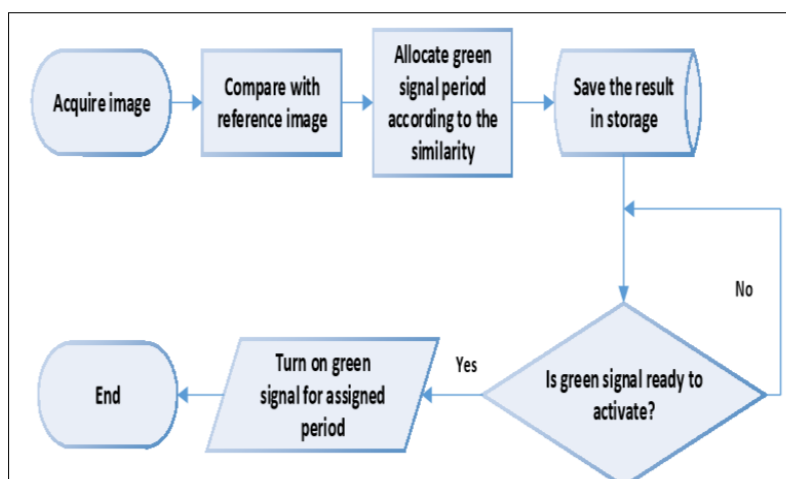 Acquire image
Compare with
reference image
Allocate green
signal period
according to the
similarity
Save the result
in storage
No
Is green signal ready to
activate?
Yes
Turn on green
signal for assigned
period
End